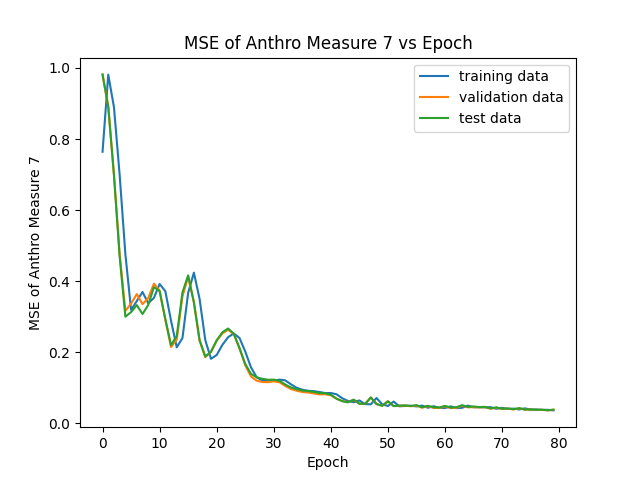 MSE of Anthro Measure 7 vs Epoch
training data
validation data
test data
MSE of Anthro Measure 7
1.0
0.8
0.6
0.4
0.2
0.0
0 10 20 30 40 50 60 70 80
Epoch